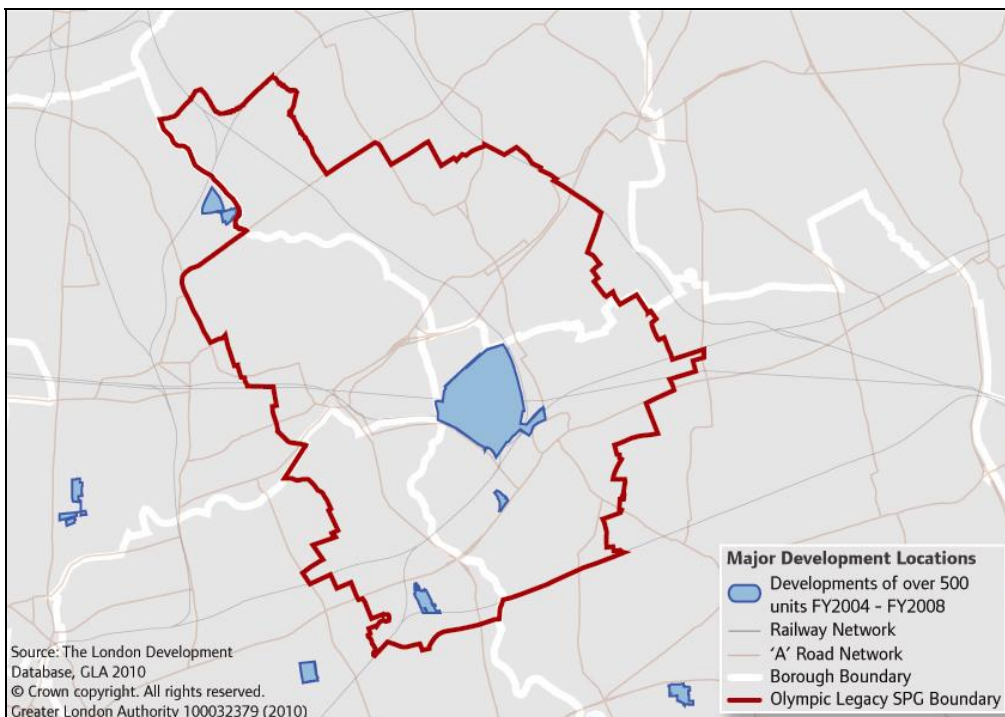 Major Development Locations
Developments of over 500
units FY2004 - FY2008
Railway Network
‘A’ Road Network
Borough Boundary
Olympic Legacy SPG Boundary
Source: The London Development
Database, GLA 2010
© Crown copyright. All rights reserved.
Greater London Authority 100032379 (2010)